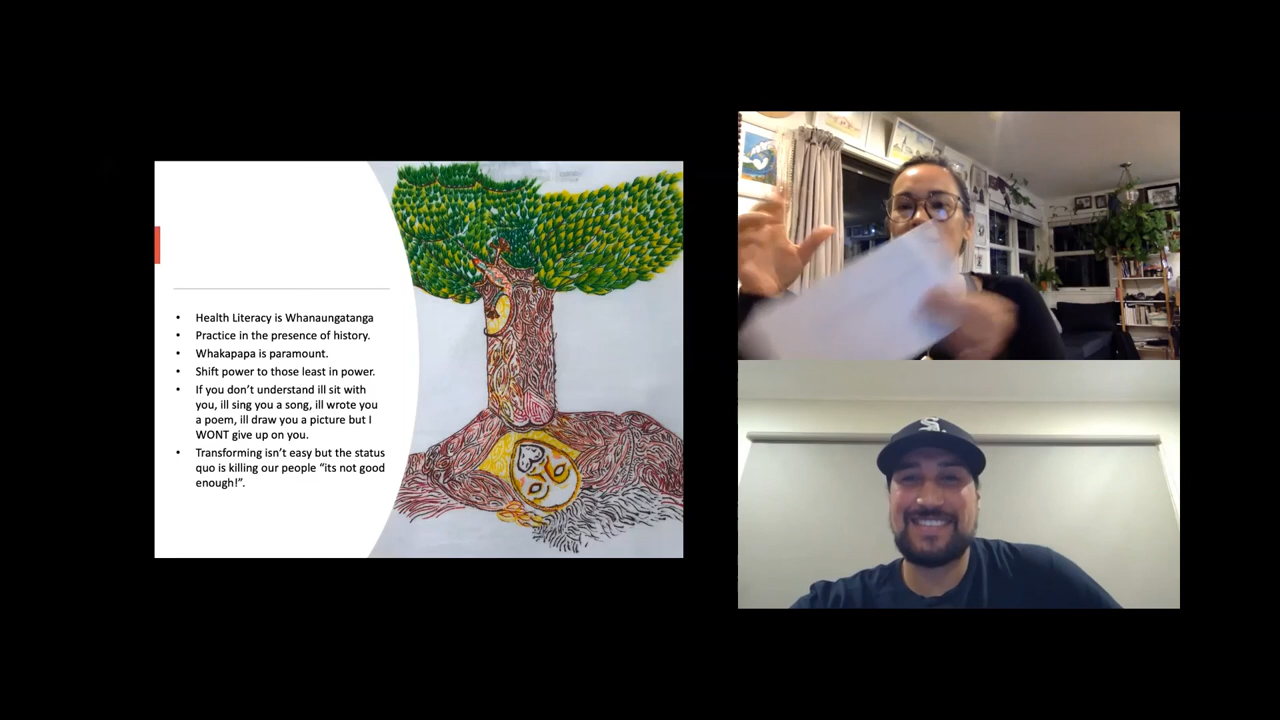 • Health Literacy is Whanaungatanga
• Practice in the presence of history.
• Whakapapa is paramount.
• Shift power to those least in power.
• If you don’t understand ill sit with
you, ill sing you a song, ill wrote you
a poem, ill draw you a picture but I
WONT give up on you.
• Transforming isn’t easy but the status
quo is killing our people “its not good
enough!”.